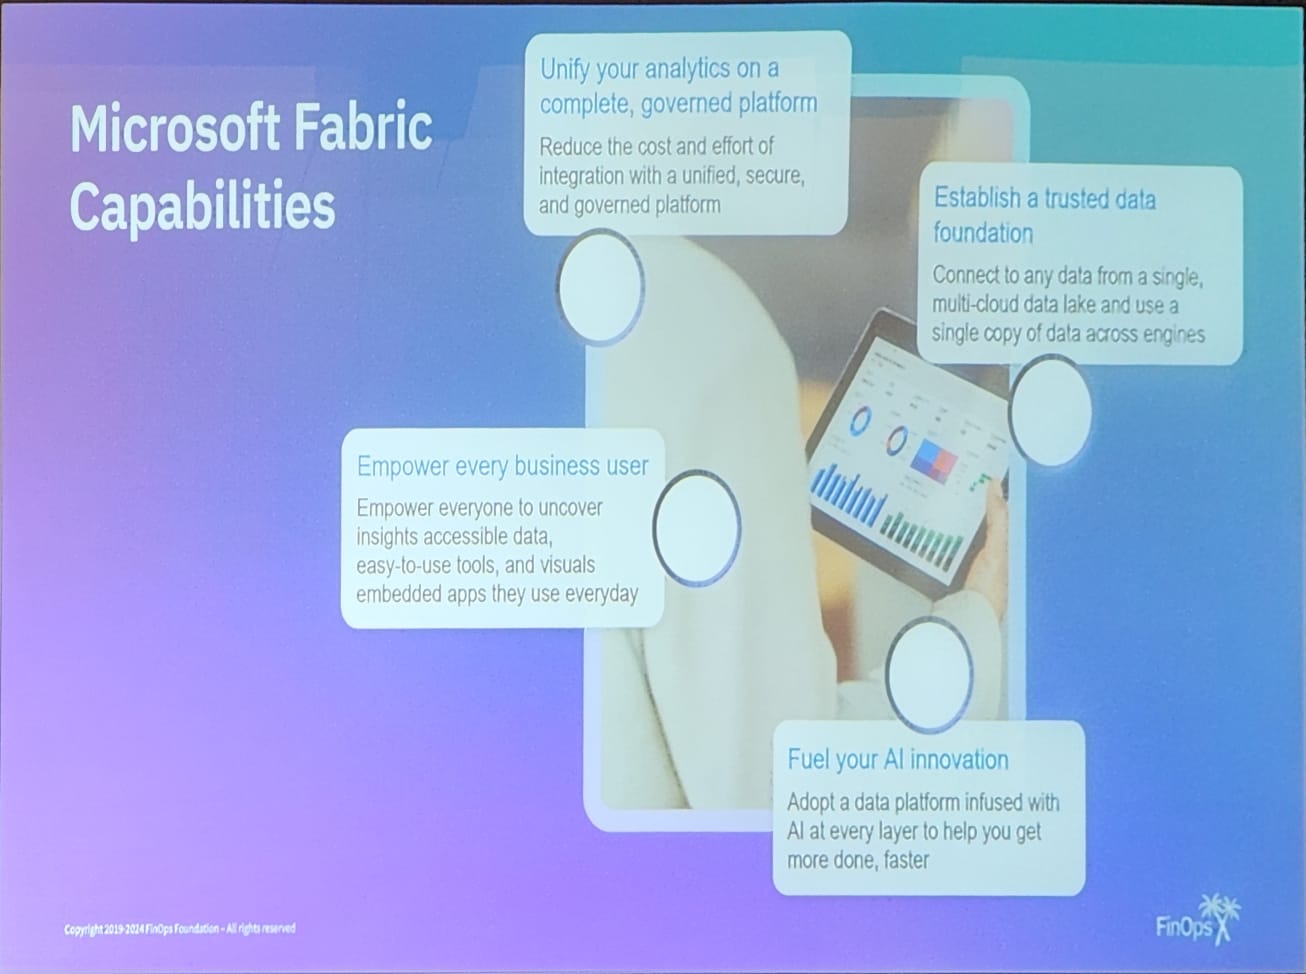 Microsoft Fabric
Capabilities
Unify your analytics on a
complete, governed platform
Reduce the cost and effort of
integration with a unified, secure,
and governed platform
Establish a trusted data
foundation
Connect to any data from a single,
multi-cloud data lake and use a
single copy of data across engines
Empower every business user
Empower everyone to uncover
insights accessible data,
easy-to-use tools, and visuals
embedded apps they use everyday
Fuel your AI innovation
Adopt a data platform infused with
AI at every layer to help you get
more done, faster
Copyright 2019-2024 FinOps Foundation – All rights reserved
FinOps X